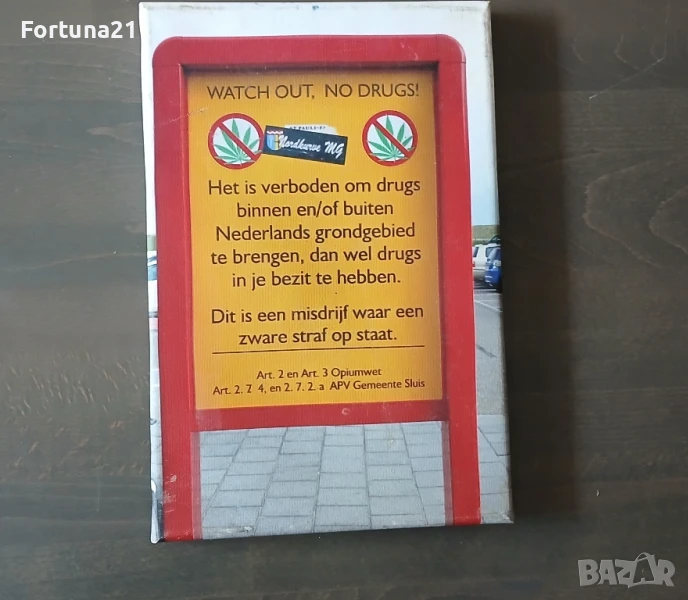 Fortuna21
WATCH OUT, NO DRUGS!
Nordkurve MG
Het is verboden om drugs
binnen en/of buiten
Nederlands grondgebied
te brengen, dan wel drugs
in je bezit te hebben.
Dit is een misdrijf waar een
zware straf op staat.
Art. 2 en Art. 3 Opiumwet
Art. 2. 7 4, en 2. 7. 2. a APV Gemeente Sluis
BAZAR